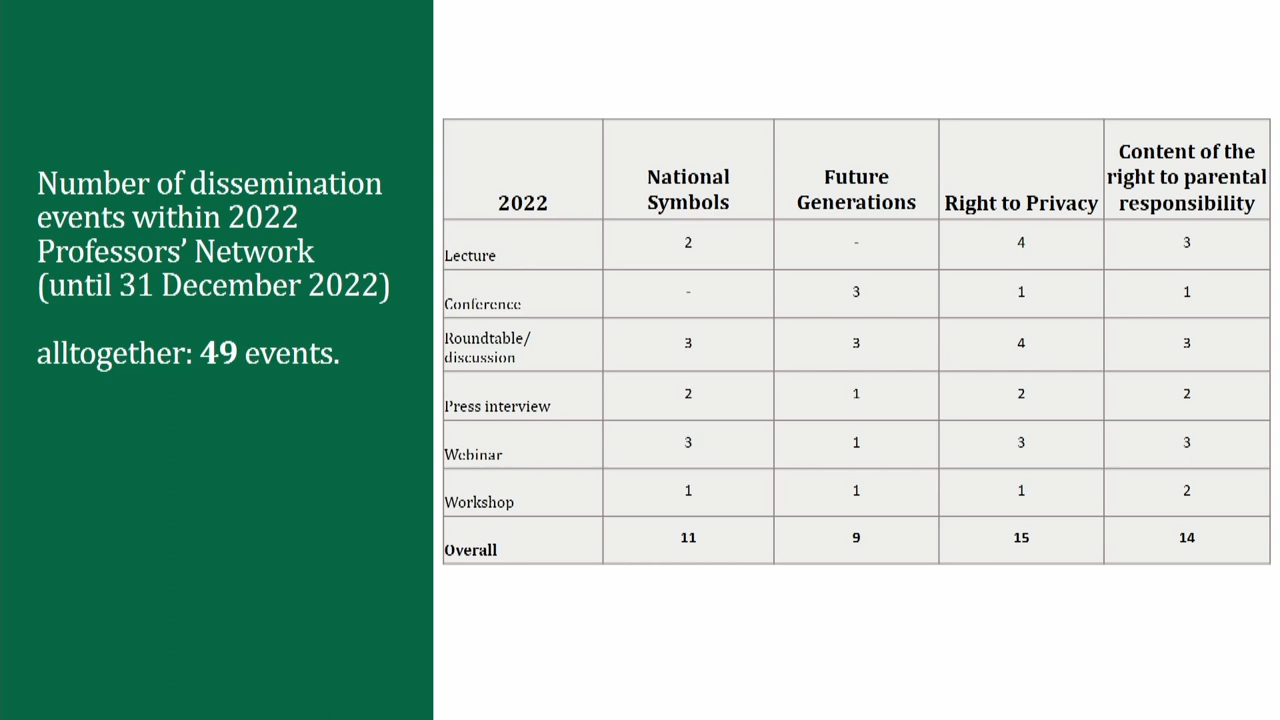 Number of dissemination
events within 2022
Professors’ Network
(until 31 December 2022)
alltogether: 49 events.
2022 National Symbols Future Generations Right to Privacy Content of the right to parental responsibility
Lecture 2 - 4 3
Conference - 3 1 1
Roundtable/ discussion 3 3 4 3
Press interview 2 1 2 2
Webinar 3 1 3 3
Workshop 1 1 1 2
Overall 11 9 15 14